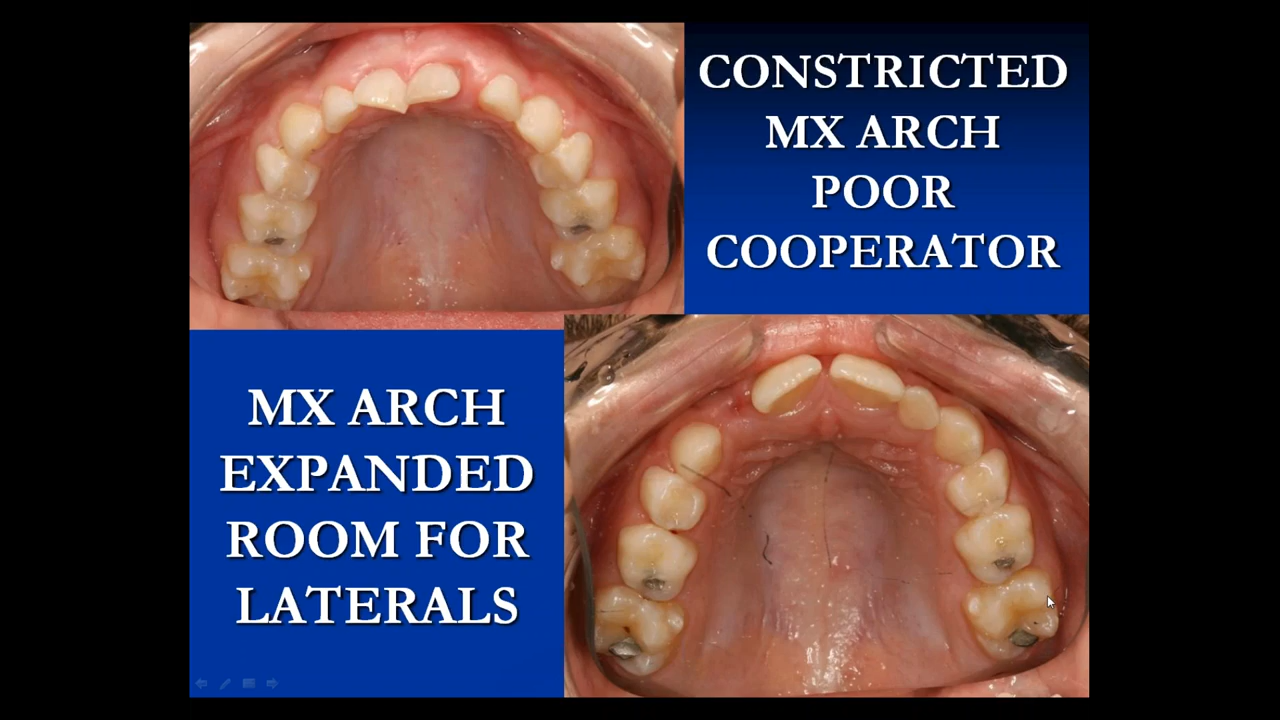 CONSTRICTED
MX ARCH
POOR
COOPERATOR
MX ARCH
EXPANDED
ROOM FOR
LATERALS